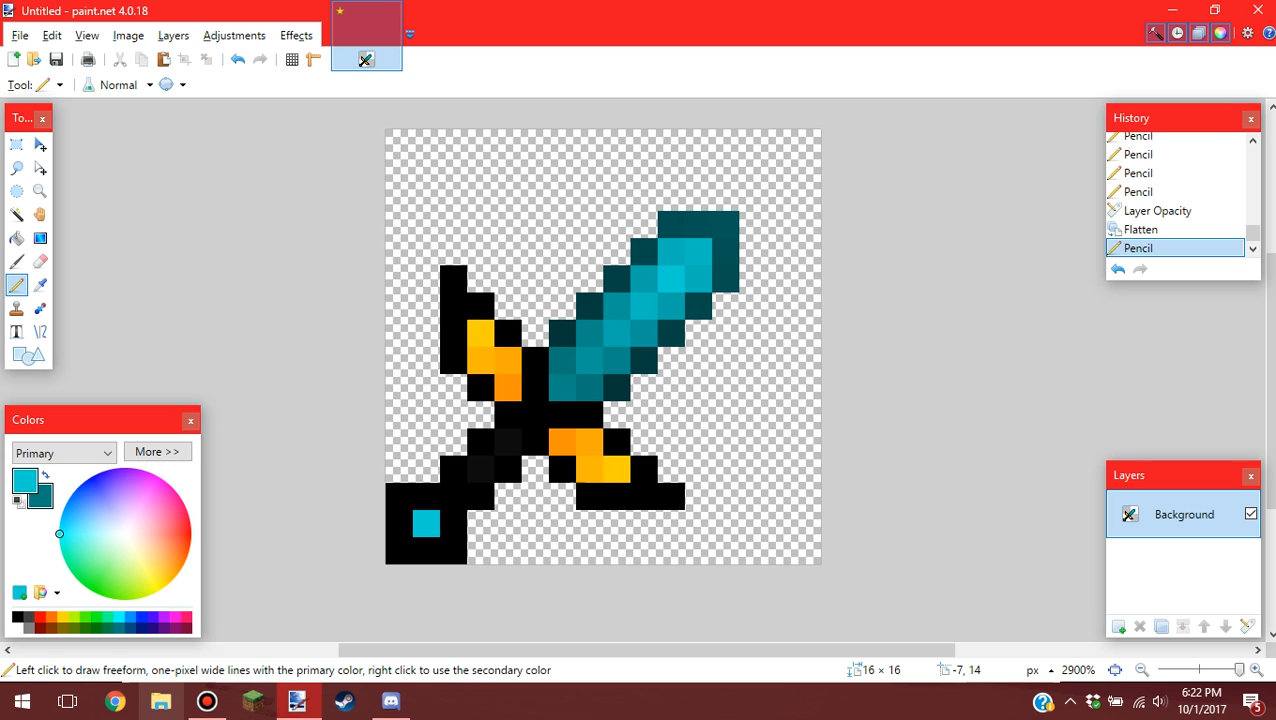 Untitled - paint.net 4.0.18
File Edit View Image Layers Adjustments Effects
Tool: Normal
To... x
History x
Pencil
Pencil
Pencil
Pencil
Layer Opacity
Flatten
Pencil
Colors x
Primary More >>
Layers x
Background
Left click to draw freeform, one-pixel wide lines with the primary color, right click to use the secondary color 16 × 16 -7, 14 px 2900%
6:22 PM
10/1/2017
5